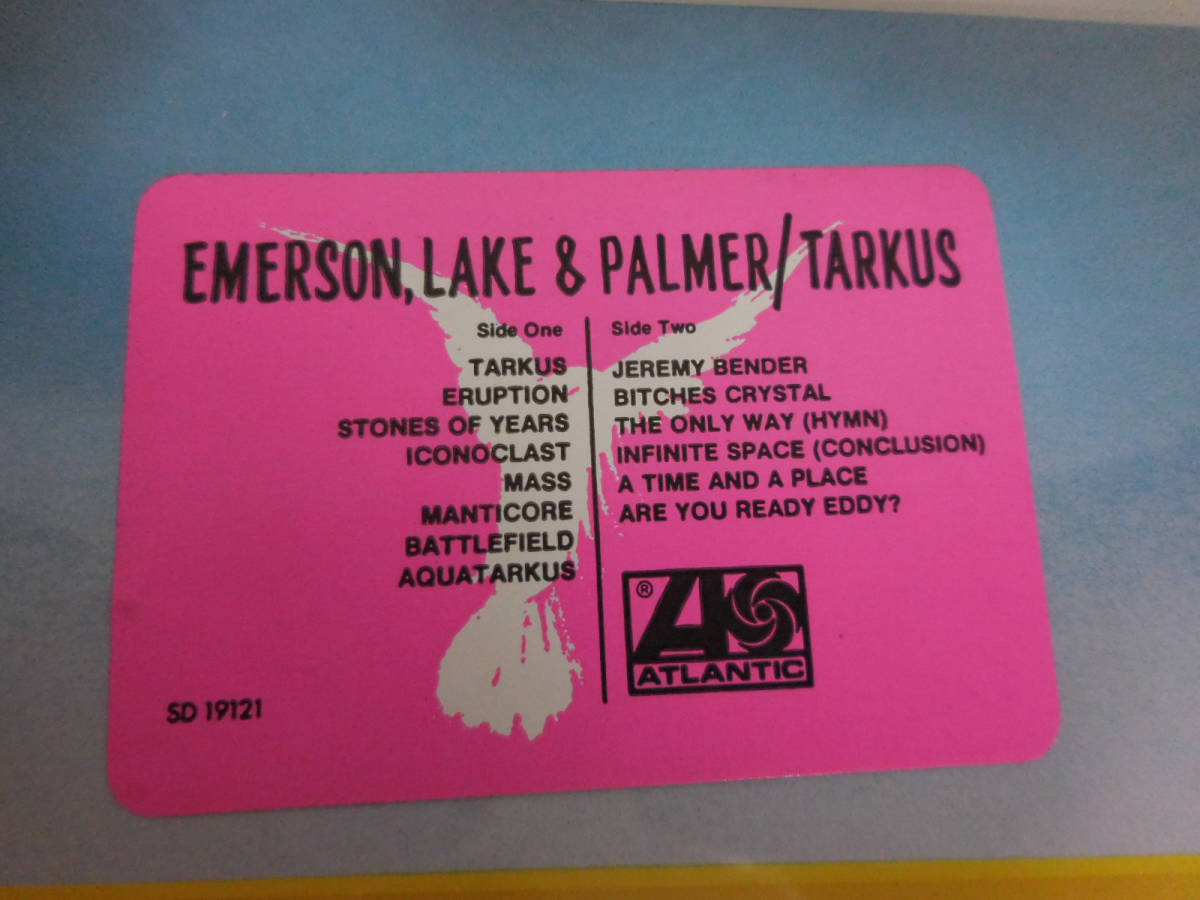 EMERSON, LAKE & PALMER/TARKUS
Side One
TARKUS
ERUPTION
STONES OF YEARS
ICONOCLAST
MASS
MANTICORE
BATTLEFIELD
AQUATARKUS
Side Two
JEREMY BENDER
BITCHES CRYSTAL
THE ONLY WAY (HYMN)
INFINITE SPACE (CONCLUSION)
A TIME AND A PLACE
ARE YOU READY EDDY?
®
ATLANTIC
SD 19121